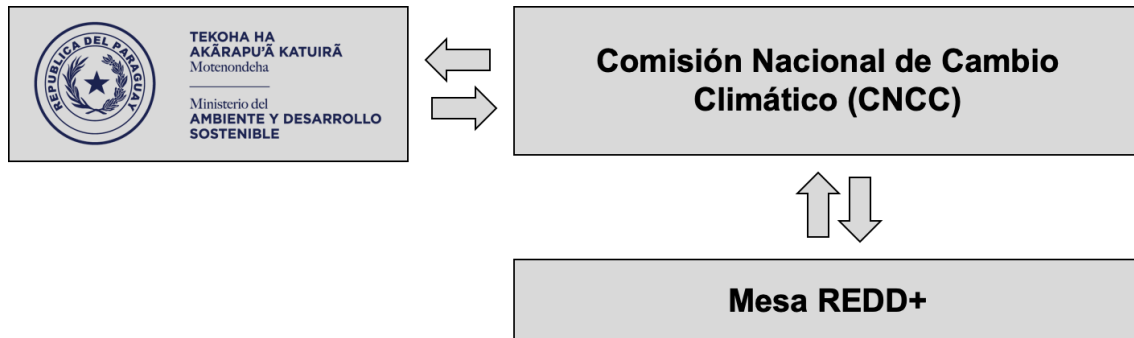 REPUBLICA DEL PARAGUAY
TEKOHA HA
AKÃRAPU'Ã KATUIRÃ
Motenondeha
Ministerio del
AMBIENTE Y DESARROLLO
SOSTENIBLE
Comisión Nacional de Cambio
Climático (CNCC)
Mesa REDD+